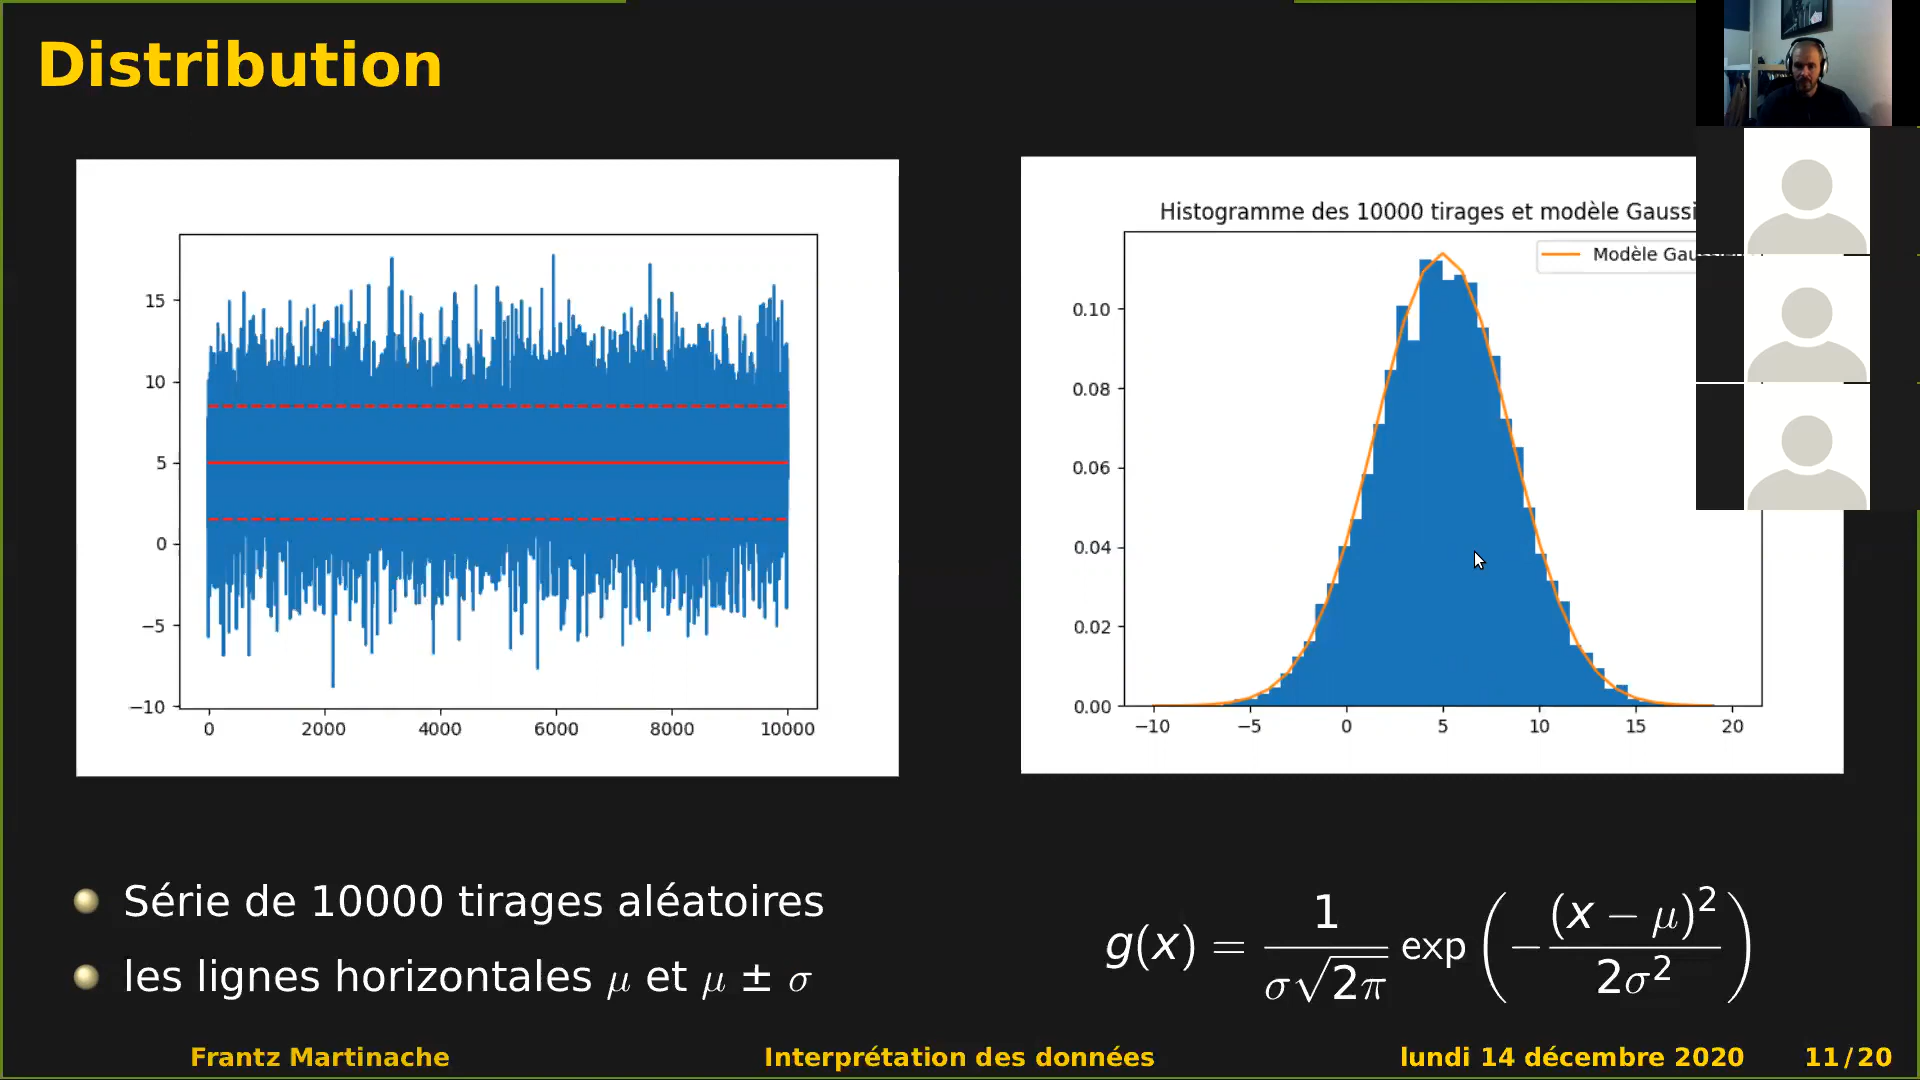 Distribution
15
10
5
0
−5
−10
0 2000 4000 6000 8000 10000
Histogramme des 10000 tirages et modèle
Modèle
0.10
0.08
0.06
0.04
0.02
0.00
−10 −5 0 5 10 15 20
Série de 10000 tirages aléatoires
les lignes horizontales μ et μ ± σ
g(x) = 1 / (σ√2π) exp (− (x − μ)² / 2σ²)
Frantz Martinache Interprétation des données lundi 14 décembre 2020 11/20